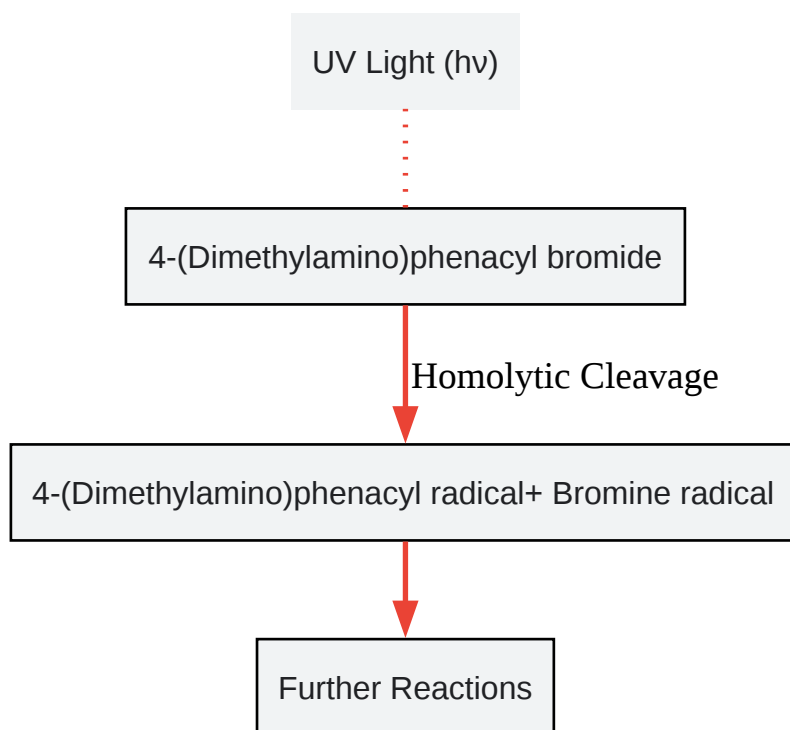 UV Light (hν)
4-(Dimethylamino)phenacyl bromide
Homolytic Cleavage
4-(Dimethylamino)phenacyl radical+ Bromine radical
Further Reactions